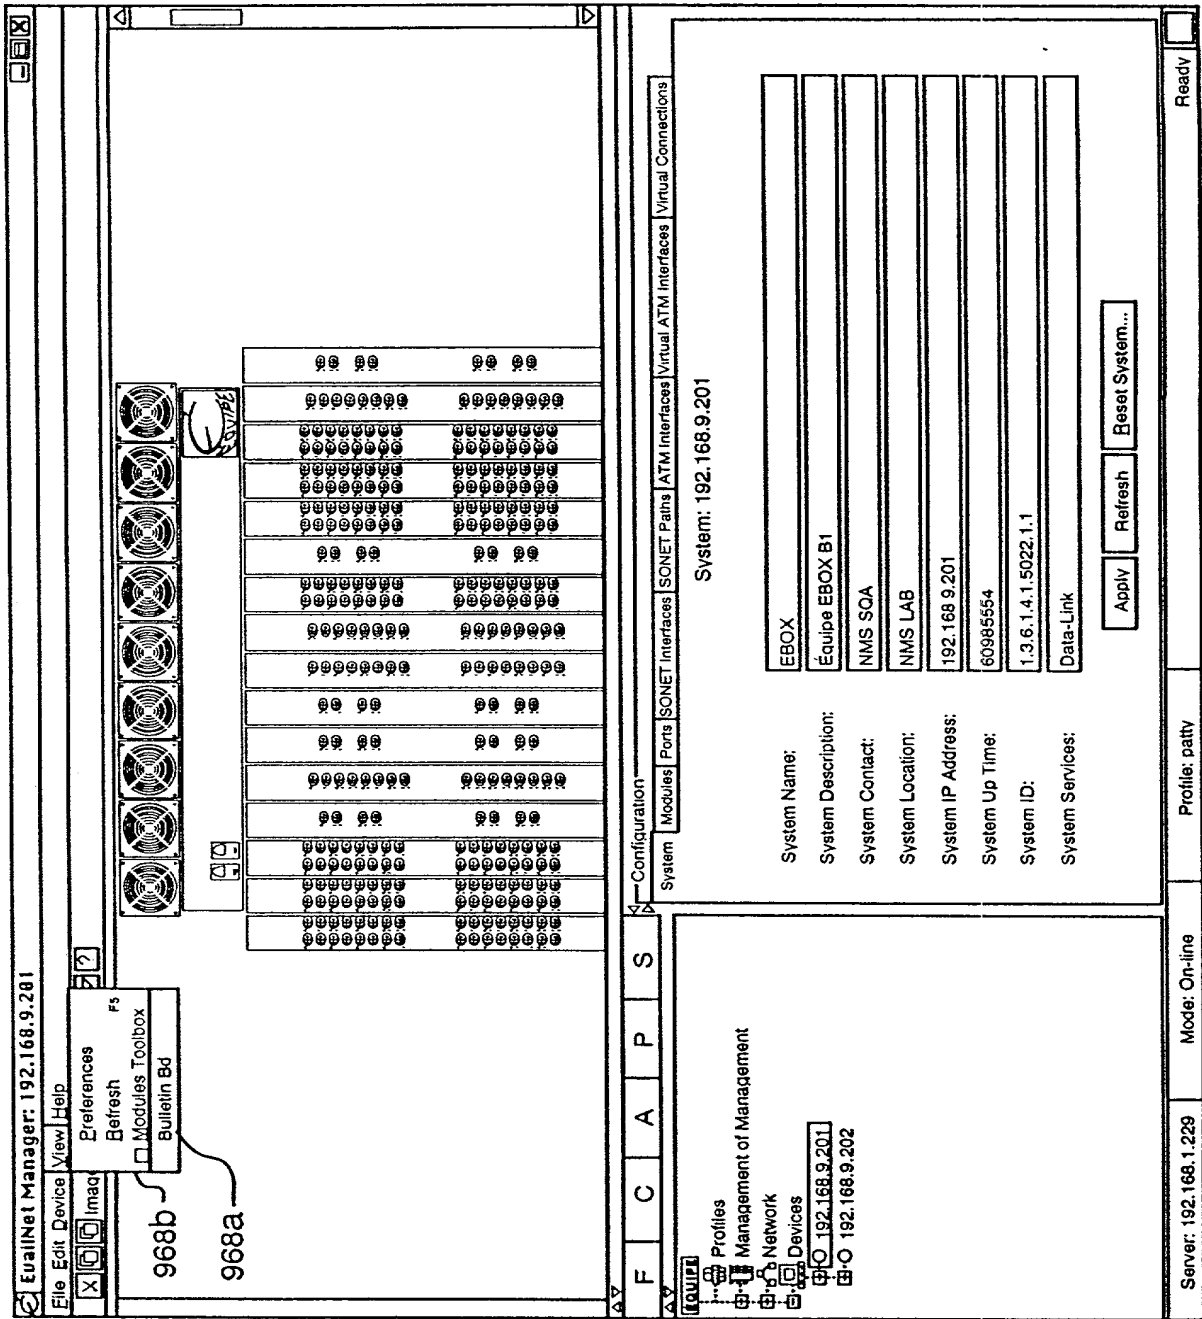 EuailNet Manager: 192.168.9.201
File Edit Device View Help
Imag
?
Preferences
Refresh F5
Modules Toolbox
Bulletin Bd
968b
968a
EQUIPE
F C A P S
EQUIPE
Profiles
Management of Management
Network
Devices
192.168.9.201
192.168.9.202
Configuration
System Modules Ports SONET Interfaces SONET Paths ATM Interfaces Virtual ATM Interfaces Virtual Connections
System: 192.168.9.201
System Name: EBOX
System Description: Équipe EBOX B1
System Contact: NMS SQA
System Location: NMS LAB
System IP Address: 192.168 9.201
System Up Time: 60985554
System ID: 1.3.6.1.4.1.5022.1.1
System Services: Data-Link
Apply Refresh Reset System...
Server: 192.168.1.229 Mode: On-line Profile: patty Ready